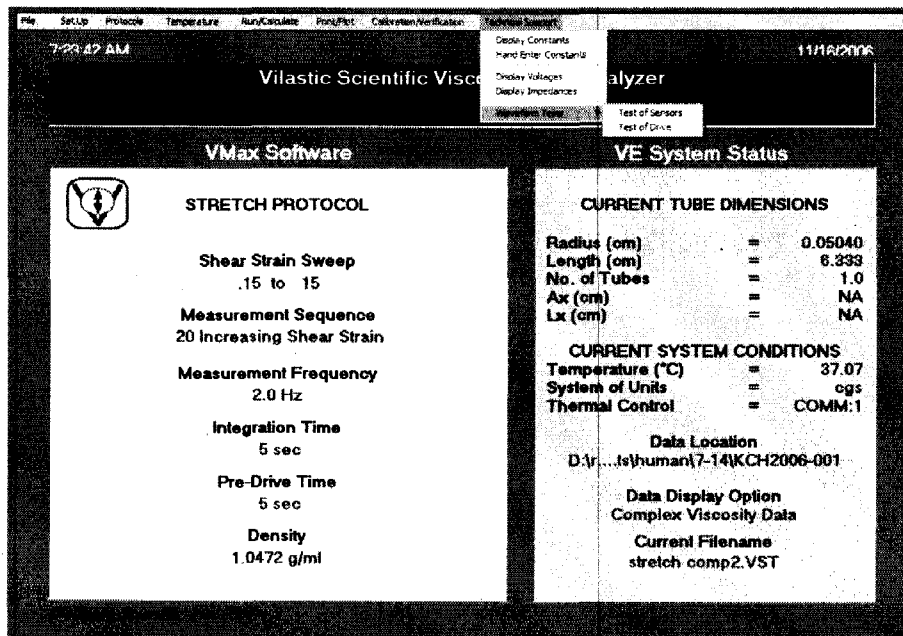 File SetUp Protocols Temperature Run/Calculate Print/Plot Calibration/Verification Technical Support
Display Constants
Hand Enter Constants
Display Voltages
Display Impedances
Test of Sensors
Test of Drive
7:23:42 AM
11/16/2006
Vilastic Scientific alyzer
VMax Software
STRETCH PROTOCOL
Shear Strain Sweep
.15 to 15
Measurement Sequence
20 Increasing Shear Strain
Measurement Frequency
2.0 Hz
Integration Time
5 sec
Pre-Drive Time
5 sec
Density
1.0472 g/ml
VE System Status
CURRENT TUBE DIMENSIONS
Radius (cm) = 0.05040
Length (cm) = 6.333
No. of Tubes = 1.0
Ax (cm) = NA
Lx (cm) = NA
CURRENT SYSTEM CONDITIONS
Temperature (°C) = 37.07
System of Units = cgs
Thermal Control = COMM:1
Data Location
D:\r....ts\human\7-14\KCH2006-001
Data Display Option
Complex Viscosity Data
Current Filename
stretch comp2.VST